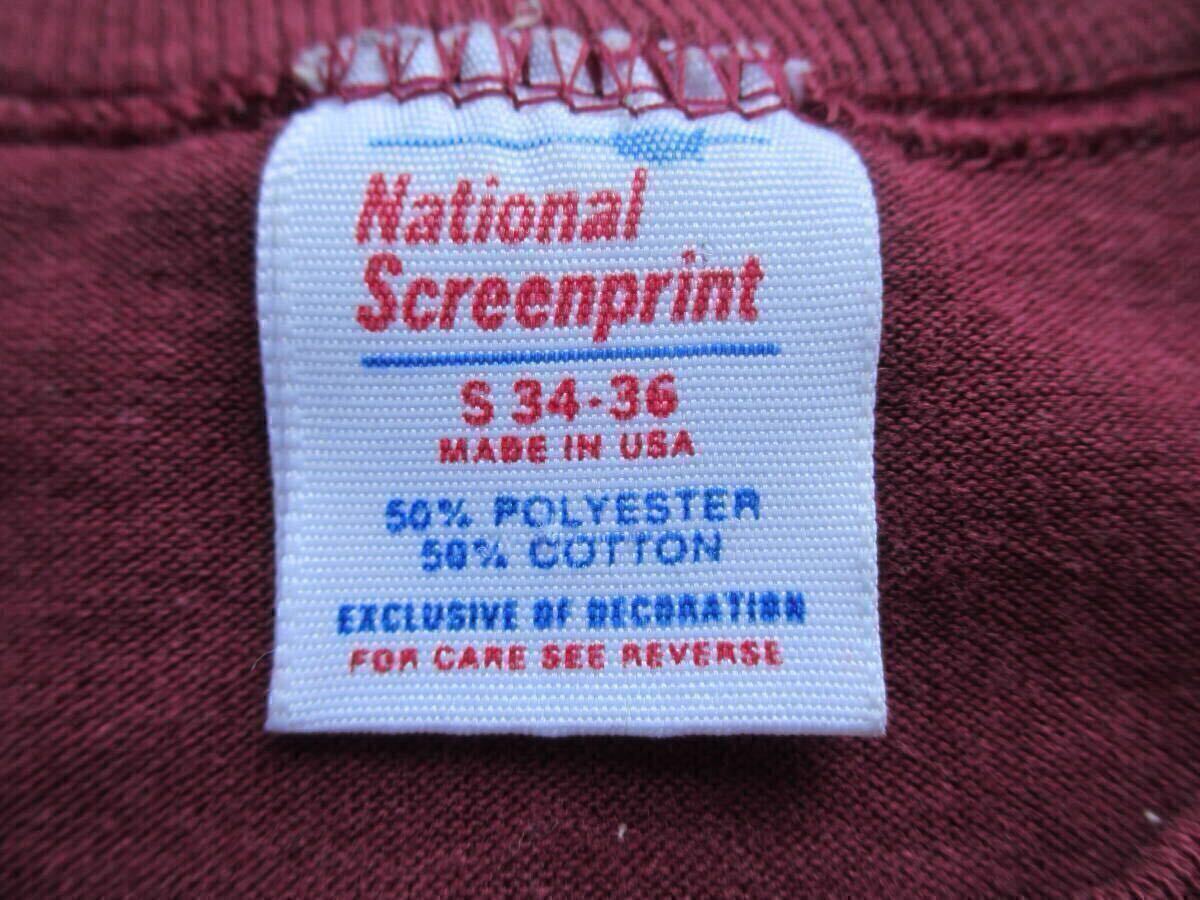 National
Screenprint
S 34-36
MADE IN USA
50% POLYESTER
50% COTTON
EXCLUSIVE OF DECORATION
FOR CARE SEE REVERSE